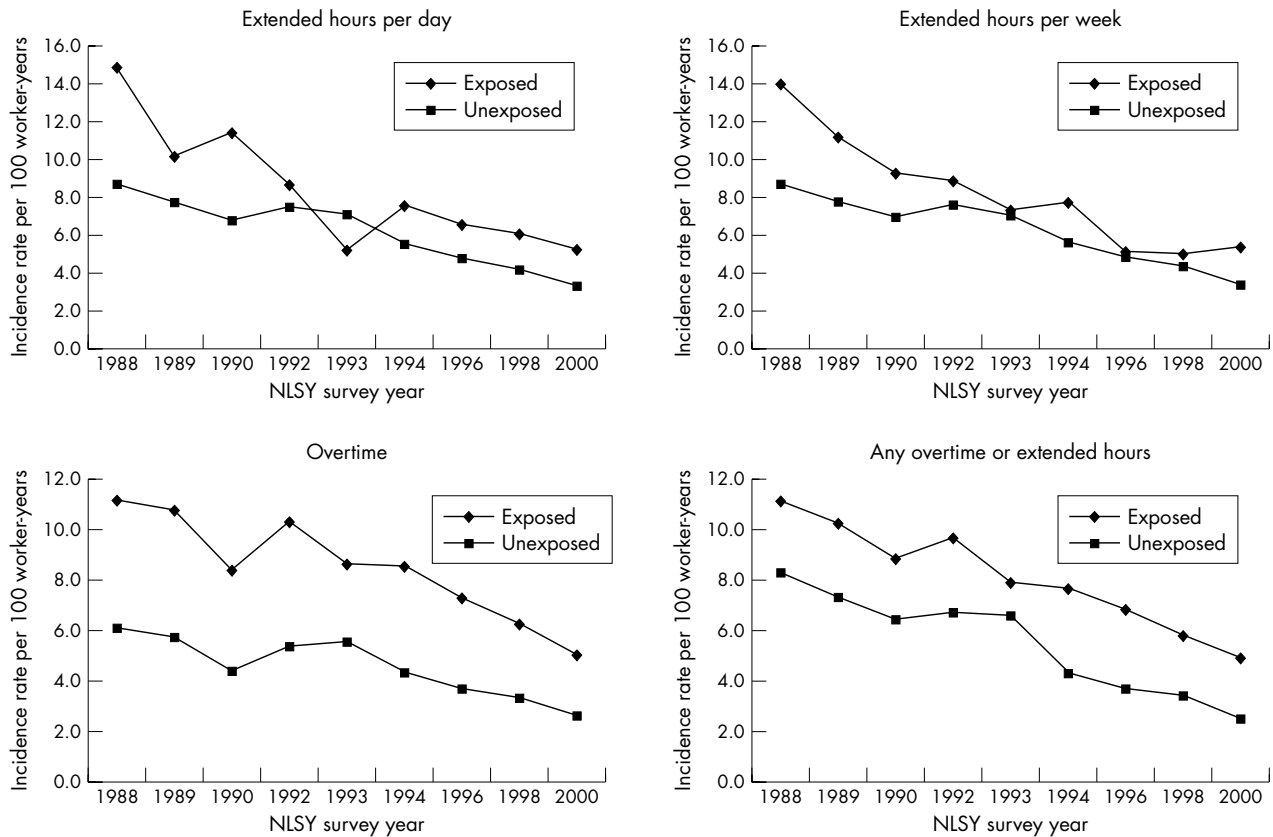 Extended hours per day
Incidence rate per 100 worker-years
16.0
14.0
12.0
10.0
8.0
6.0
4.0
2.0
0.0
Exposed
Unexposed
1988 1989 1990 1992 1993 1994 1996 1998 2000
NLSY survey year
Extended hours per week
Incidence rate per 100 worker-years
16.0
14.0
12.0
10.0
8.0
6.0
4.0
2.0
0.0
Exposed
Unexposed
1988 1989 1990 1992 1993 1994 1996 1998 2000
NLSY survey year
Overtime
Incidence rate per 100 worker-years
12.0
10.0
8.0
6.0
4.0
2.0
0.0
Exposed
Unexposed
1988 1989 1990 1992 1993 1994 1996 1998 2000
NLSY survey year
Any overtime or extended hours
Incidence rate per 100 worker-years
12.0
10.0
8.0
6.0
4.0
2.0
0.0
Exposed
Unexposed
1988 1989 1990 1992 1993 1994 1996 1998 2000
NLSY survey year